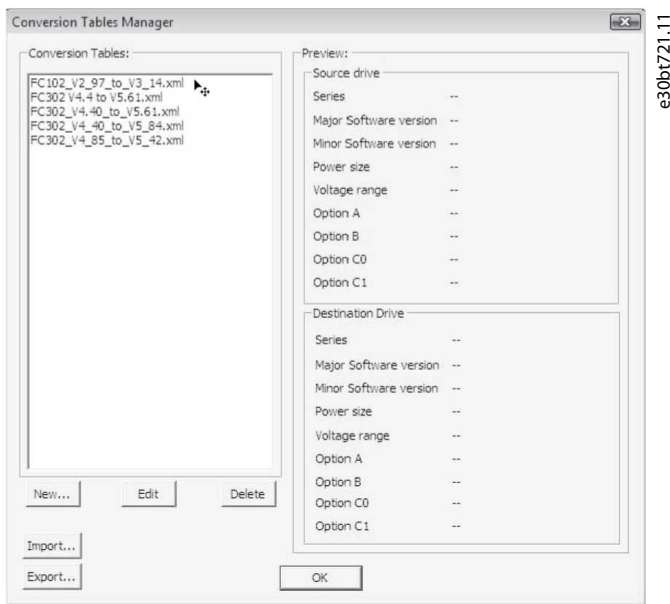 Conversion Tables Manager
Conversion Tables:
FC102_V2_97_to_V3_14.xml
FC302 V4.4 to V5.61.xml
FC302_V4.40_to_V5.61.xml
FC302_V4_40_to_V5_84.xml
FC302_V4_85_to_V5_42.xml
New...
Edit
Delete
Import...
Export...
Preview:
Source drive
Series --
Major Software version --
Minor Software version --
Power size --
Voltage range --
Option A --
Option B --
Option C0 --
Option C1 --
Destination Drive
Series --
Major Software version --
Minor Software version --
Power size --
Voltage range --
Option A --
Option B --
Option C0 --
Option C1 --
OK
e30bt721.11